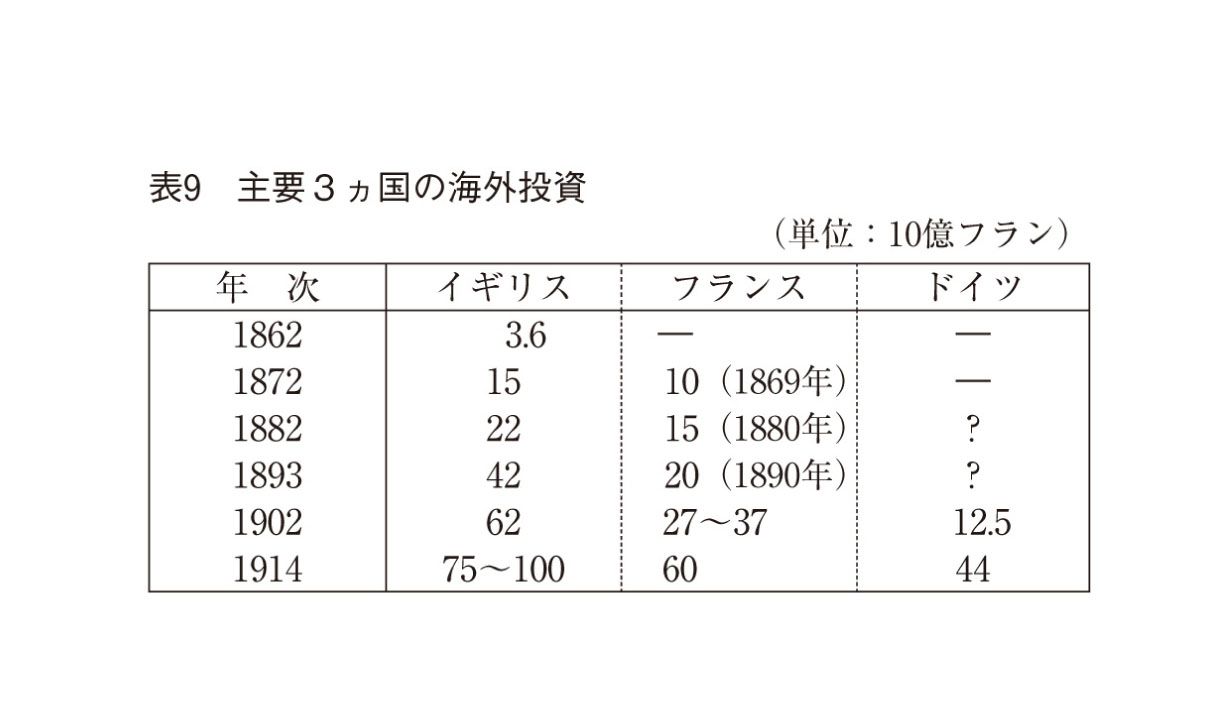 表9　主要３ヵ国の海外投資
（単位：10億フラン）
年　次 イギリス フランス ドイツ
1862 3.6 — —
1872 15 10（1869年） —
1882 22 15（1880年） ?
1893 42 20（1890年） ?
1902 62 27〜37 12.5
1914 75〜100 60 44